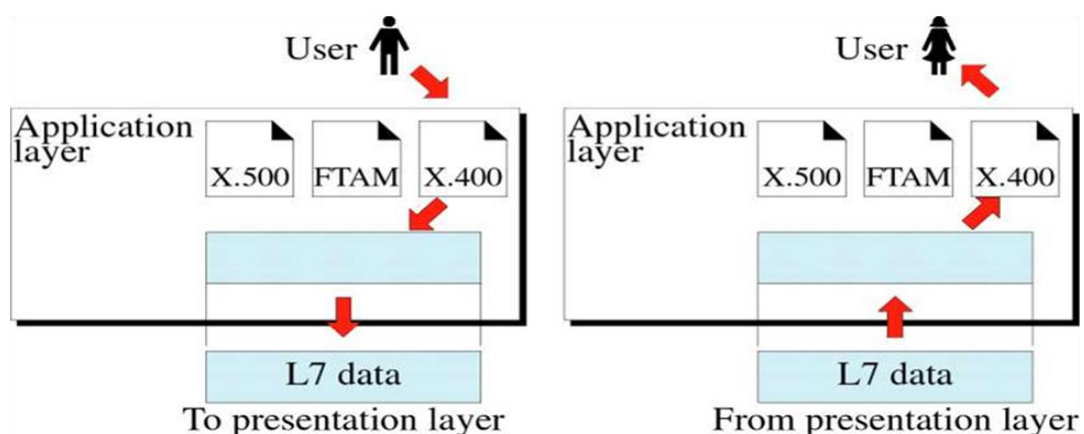 User
Application
layer
X.500 FTAM X.400
L7 data
To presentation layer
User
Application
layer
X.500 FTAM X.400
L7 data
From presentation layer